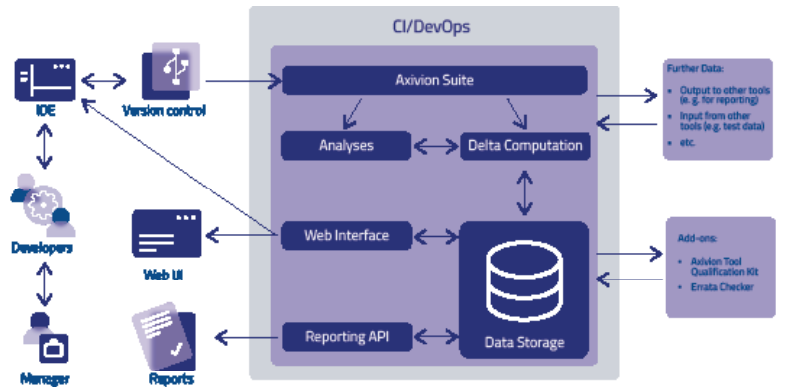 CI/DevOps
Axivion Suite
IDE
Version control
Analyses
Delta Computation
Further Data:
▪ Output to other tools
(e. g. for reporting)
▪ Input from other
tools (e.g. test data)
▪ etc.
Developers
Web UI
Web Interface
Data Storage
Add-ons:
▪ Axivion Tool
Qualification Kit
▪ Errata Checker
Manager
Reports
Reporting API